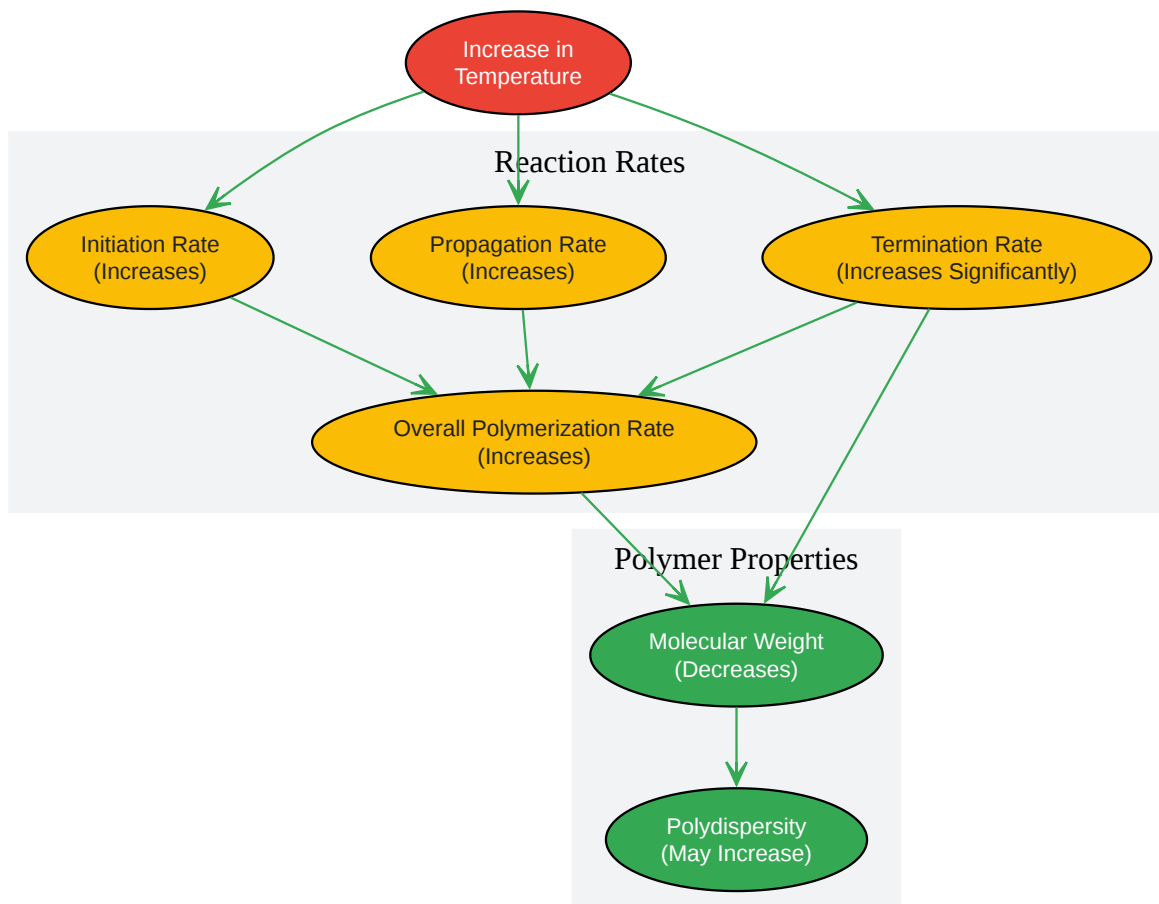 Increase in
Temperature
Reaction Rates
Initiation Rate
(Increases)
Propagation Rate
(Increases)
Termination Rate
(Increases Significantly)
Overall Polymerization Rate
(Increases)
Polymer Properties
Molecular Weight
(Decreases)
Polydispersity
(May Increase)